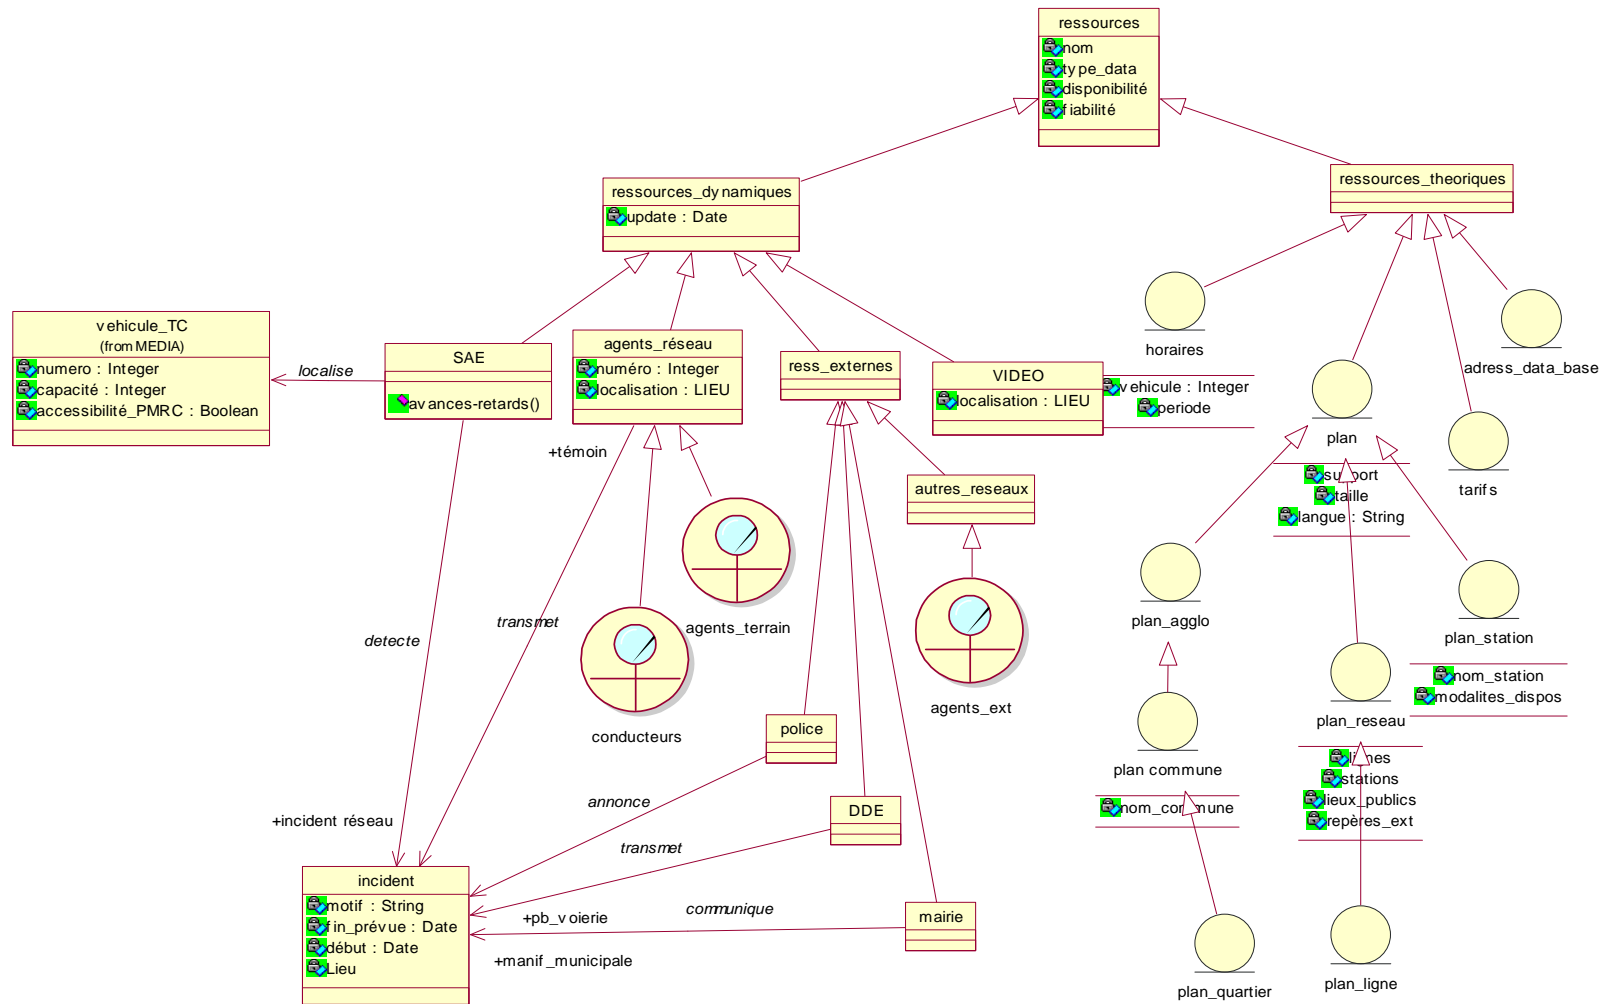 ressources
nom
type_data
disponibilité
fiabilité
ressources_dynamiques
update : Date
ressources_theoriques
vehicule_TC
(from MEDIA)
numero : Integer
capacité : Integer
accessibilité_PMRC : Boolean
localise
SAE
avances-retards()
agents_réseau
numéro : Integer
localisation : LIEU
ress_externes
VIDEO
localisation : LIEU
horaires
vehicule : Integer
periode
adress_data_base
plan
support
taille
langue : String
tarifs
+témoin
autres_reseaux
detecte
transmet
agents_terrain
conducteurs
agents_ext
plan_agglo
plan_station
nom_station
modalites_dispos
plan_reseau
lignes
stations
lieux_publics
repères_ext
plan commune
nom_commune
police
annonce
DDE
transmet
+incident réseau
incident
motif : String
fin_prévue : Date
début : Date
Lieu
+pb_voierie
communique
mairie
+manif_municipale
plan_quartier
plan_ligne